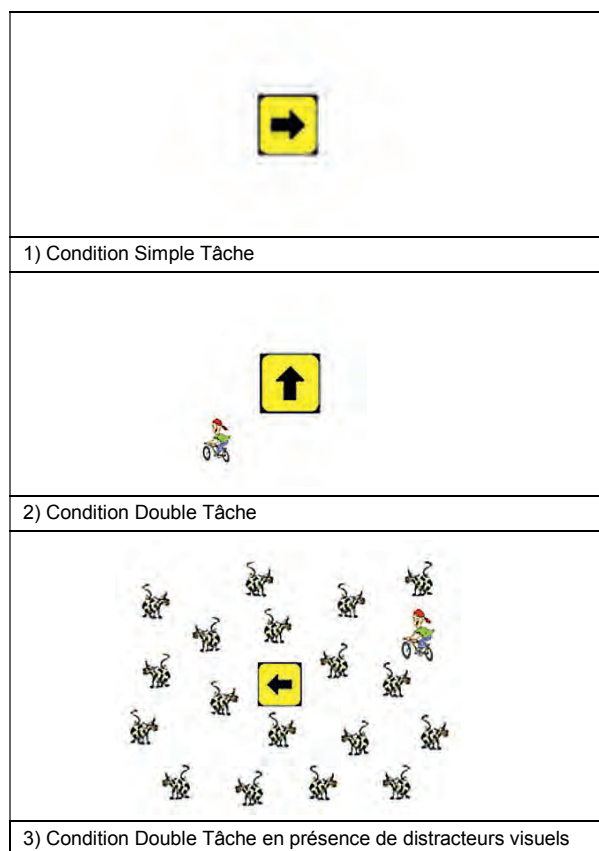 1) Condition Simple Tâche
2) Condition Double Tâche
3) Condition Double Tâche en présence de distracteurs visuels